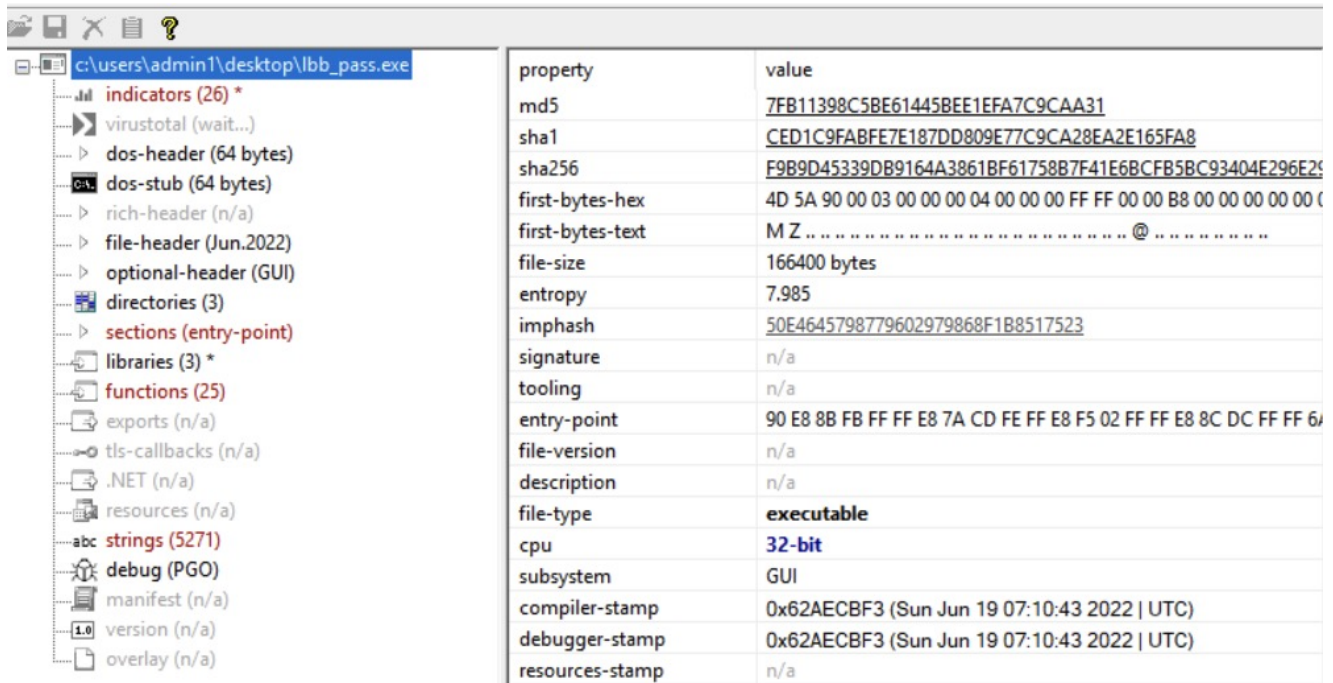 c:\users\admin1\desktop\lbb_pass.exe
indicators (26) *
virustotal (wait...)
dos-header (64 bytes)
dos-stub (64 bytes)
rich-header (n/a)
file-header (Jun.2022)
optional-header (GUI)
directories (3)
sections (entry-point)
libraries (3) *
functions (25)
exports (n/a)
tls-callbacks (n/a)
.NET (n/a)
resources (n/a)
abc strings (5271)
debug (PGO)
manifest (n/a)
1.0 version (n/a)
overlay (n/a)
property value
md5 7FB11398C5BE61445BEE1EFA7C9CAA31
sha1 CED1C9FABFE7E187DD809E77C9CA28EA2E165FA8
sha256 F9B9D45339DB9164A3861BF61758B7F41E6BCFB5BC93404E296E29
first-bytes-hex 4D 5A 90 00 03 00 00 00 04 00 00 00 FF FF 00 00 B8 00 00 00 00 00
first-bytes-text M Z .. .. .. .. .. .. .. .. .. .. .. .. .. .. .. .. .. .. .. .. .. .. @ .. .. .. .. .. .. .. ..
file-size 166400 bytes
entropy 7.985
imphash 50E4645798779602979868F1B8517523
signature n/a
tooling n/a
entry-point 90 E8 8B FB FF FF E8 7A CD FE FF E8 F5 02 FF FF E8 8C DC FF FF
file-version n/a
description n/a
file-type executable
cpu 32-bit
subsystem GUI
compiler-stamp 0x62AECBF3 (Sun Jun 19 07:10:43 2022 | UTC)
debugger-stamp 0x62AECBF3 (Sun Jun 19 07:10:43 2022 | UTC)
resources-stamp n/a